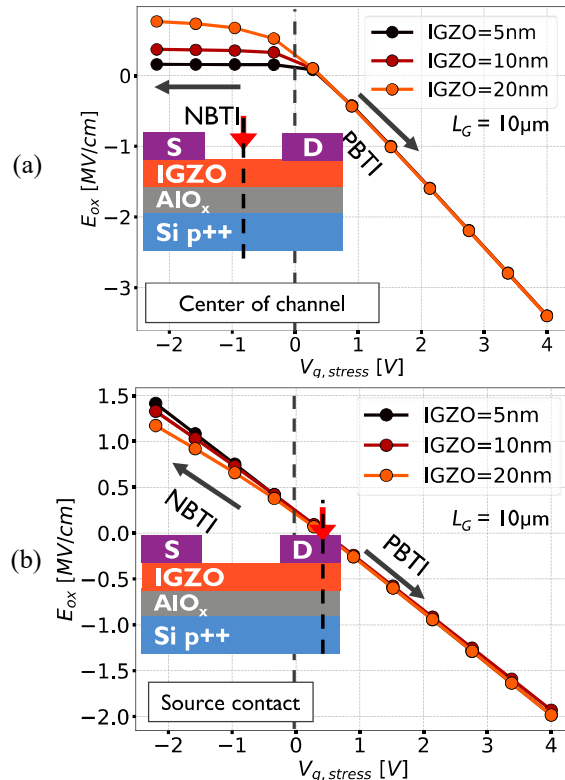 (a)
E_ox [MV/cm]
0
−1
−2
−3
IGZO=5nm
IGZO=10nm
IGZO=20nm
L_G = 10μm
NBTI
PBTI
S
D
IGZO
AlOₓ
Si p++
Center of channel
−2 −1 0 1 2 3 4
V_g,stress [V]
(b)
E_ox [MV/cm]
1.5
1.0
0.5
0.0
−0.5
−1.0
−1.5
−2.0
IGZO=5nm
IGZO=10nm
IGZO=20nm
L_G = 10μm
NBTI
PBTI
S
D
IGZO
AlOₓ
Si p++
Source contact
−2 −1 0 1 2 3 4
V_g,stress [V]